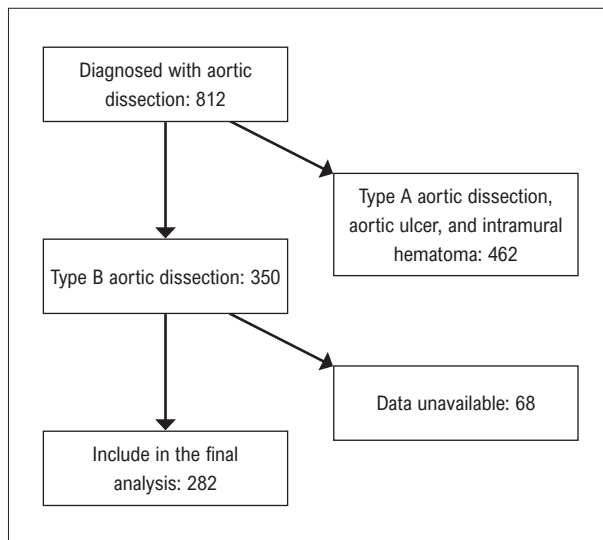 Diagnosed with aortic
dissection: 812
Type A aortic dissection,
aortic ulcer, and intramural
hematoma: 462
Type B aortic dissection: 350
Data unavailable: 68
Include in the final
analysis: 282